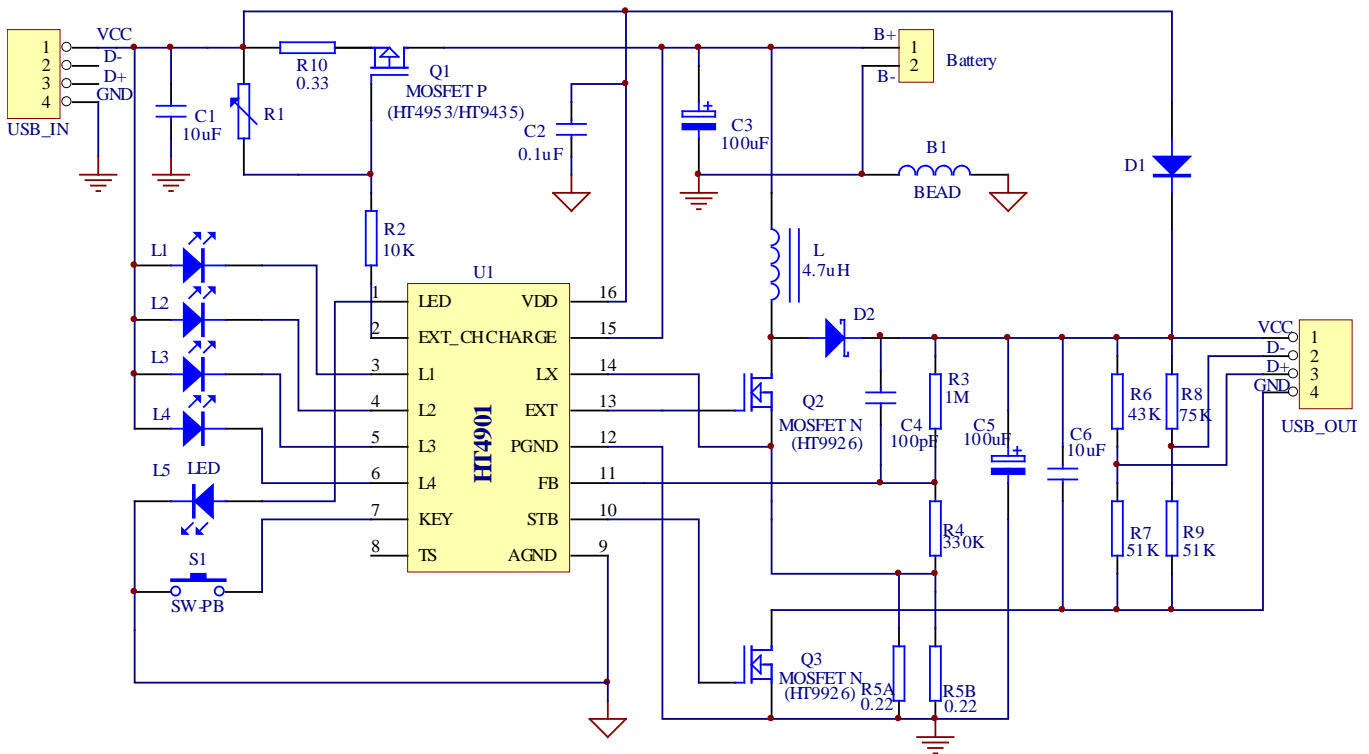 VCC
1
D-
2
D+
3
GND
4
USB_IN
C1
10uF
R1
R10
0.33
Q1
MOSFET P
(HT4953/HT9435)
C2
0.1uF
C3
100uF
B+
1
2
B-
Battery
B1
BEAD
D1
R2
10K
L
4.7uH
L1
L2
L3
L4
L5
LED
S1
SW-PB
U1
HT4901
1
LED
2
EXT_CH
3
L1
4
L2
5
L3
6
L4
7
KEY
8
TS
VDD
16
CHARGE
15
LX
14
EXT
13
PGND
12
FB
11
STB
10
AGND
9
D2
Q2
MOSFET N
(HT9926)
C4
100pF
R3
1M
R4
330K
C5
100uF
C6
10uF
R6
43K
R8
75K
R7
51K
R9
51K
VCC
1
D-
2
D+
3
GND
4
USB_OUT
Q3
MOSFET N
(HT9926)
R5A
0.22
R5B
0.22